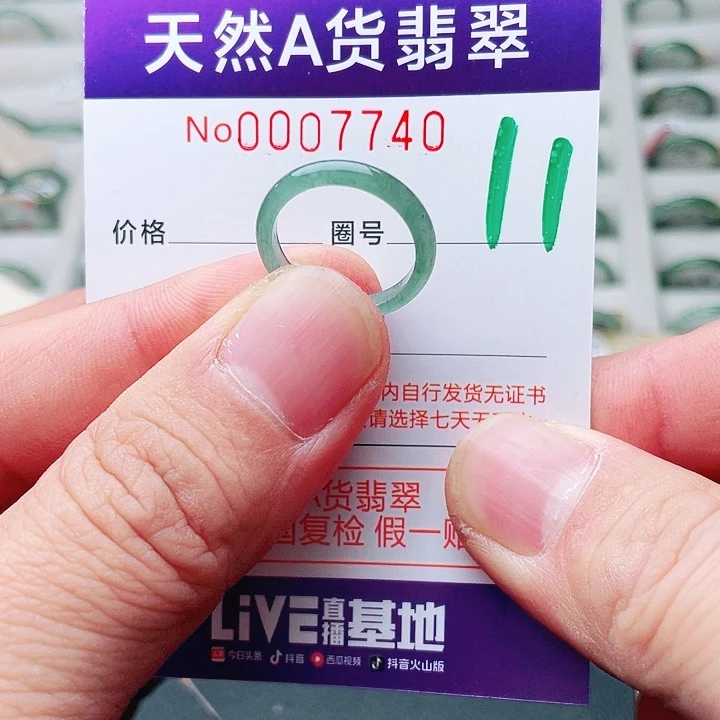 天然A货翡翠
No0007740
11
价格 圈号
内自行发货无证书
请选择七天
货翡翠
复检 假一赔
LiVE直播基地
今日头条 抖音 西瓜视频 抖音火山版